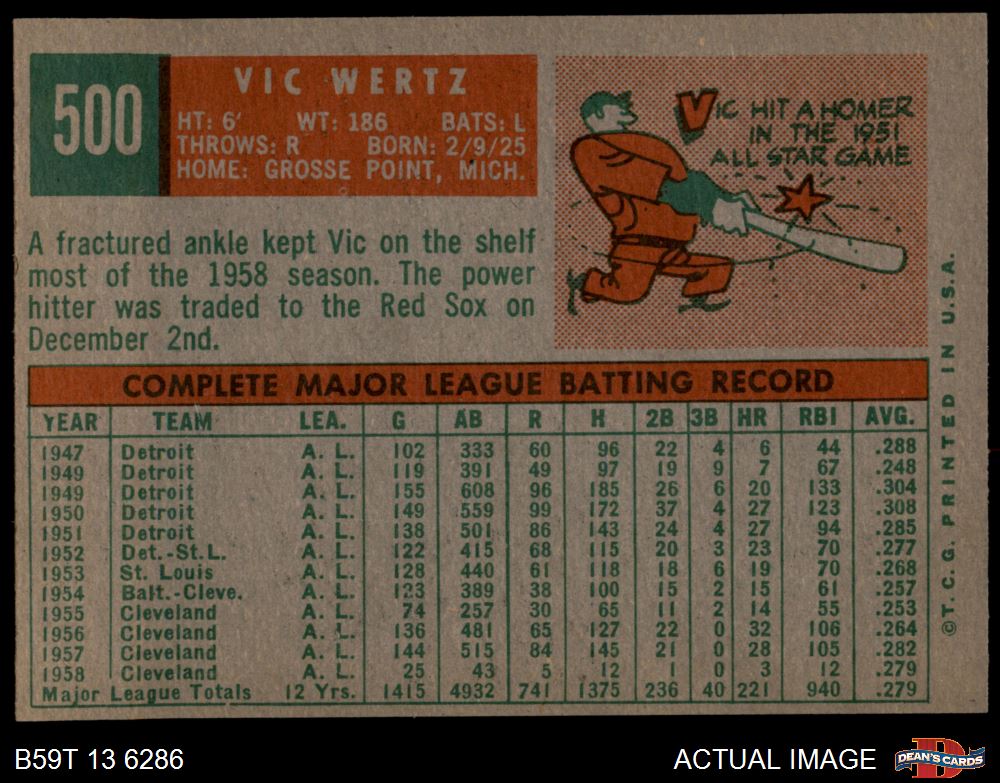 500
VIC WERTZ
HT: 6' WT: 186 BATS: L
THROWS: R BORN: 2/9/25
HOME: GROSSE POINT, MICH.
VIC HIT A HOMER
IN THE 1951
ALL STAR GAME
A fractured ankle kept Vic on the shelf
most of the 1958 season. The power
hitter was traded to the Red Sox on
December 2nd.
COMPLETE MAJOR LEAGUE BATTING RECORD
YEAR TEAM LEA. G AB R H 2B 3B HR RBI AVG.
1947 Detroit A. L. 102 333 60 96 22 4 6 44 .288
1949 Detroit A. L. 119 391 49 97 19 9 7 67 .248
1949 Detroit A. L. 155 608 96 185 26 6 20 133 .304
1950 Detroit A. L. 149 559 99 172 37 4 27 123 .308
1951 Detroit A. L. 138 501 86 143 24 4 27 94 .285
1952 Det.-St.L. A. L. 122 415 68 115 20 3 23 70 .277
1953 St. Louis A. L. 128 440 61 118 18 6 19 70 .268
1954 Balt.-Cleve. A. L. 123 389 38 100 15 2 15 61 .257
1955 Cleveland A. L. 74 257 30 65 11 2 14 55 .253
1956 Cleveland A. L. 136 481 65 127 22 0 32 106 .264
1957 Cleveland A. L. 144 515 84 145 21 0 28 105 .282
1958 Cleveland A. L. 25 43 5 12 1 0 3 12 .279
Major League Totals 12 Yrs. 1415 4932 741 1375 236 40 221 940 .279
©T.C.G. PRINTED IN U.S.A.
B59T 13 6286
ACTUAL IMAGE
D
DEAN'S CARDS